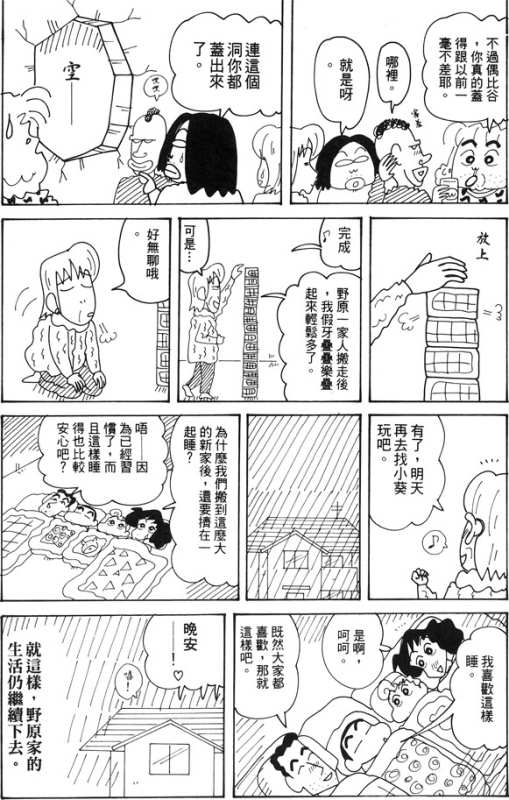 不過偶比谷
，你真的蓋
得跟以前一
毫不差耶。
哪裡。
就是呀
。
連這個
洞你都
蓋出來
了。
空
放上
完成
♪
野原一家人搬走後
，我假牙疊疊樂疊
起來輕鬆多了。
可是…
好無聊哦
。
有了，明天
再去找小葵
玩吧。
♪
為什麼我們搬到這麼大
的新家後，還要擠在一
起睡？
唔——因
為已經習
慣了，而
且這樣睡
得也比較
安心吧？
我喜歡這樣
睡。
是啊，
呵呵。
既然大家都
喜歡，那就
這樣吧。
晚安
——！♥
就這樣，野原家的
生活仍繼續下去。